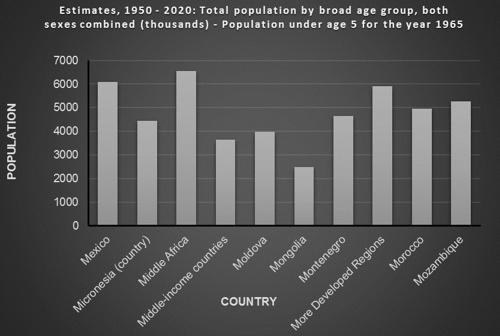 Estimates, 1950 - 2020: Total population by broad age group, both
sexes combined (thousands) - Population under age 5 for the year 1965
7000
6000
5000
4000
3000
2000
1000
0
POPULATION
Mexico
Micronesia (country)
Middle Africa
Middle-income countries
Moldova
Mongolia
Montenegro
More Developed Regions
Morocco
Mozambique
COUNTRY